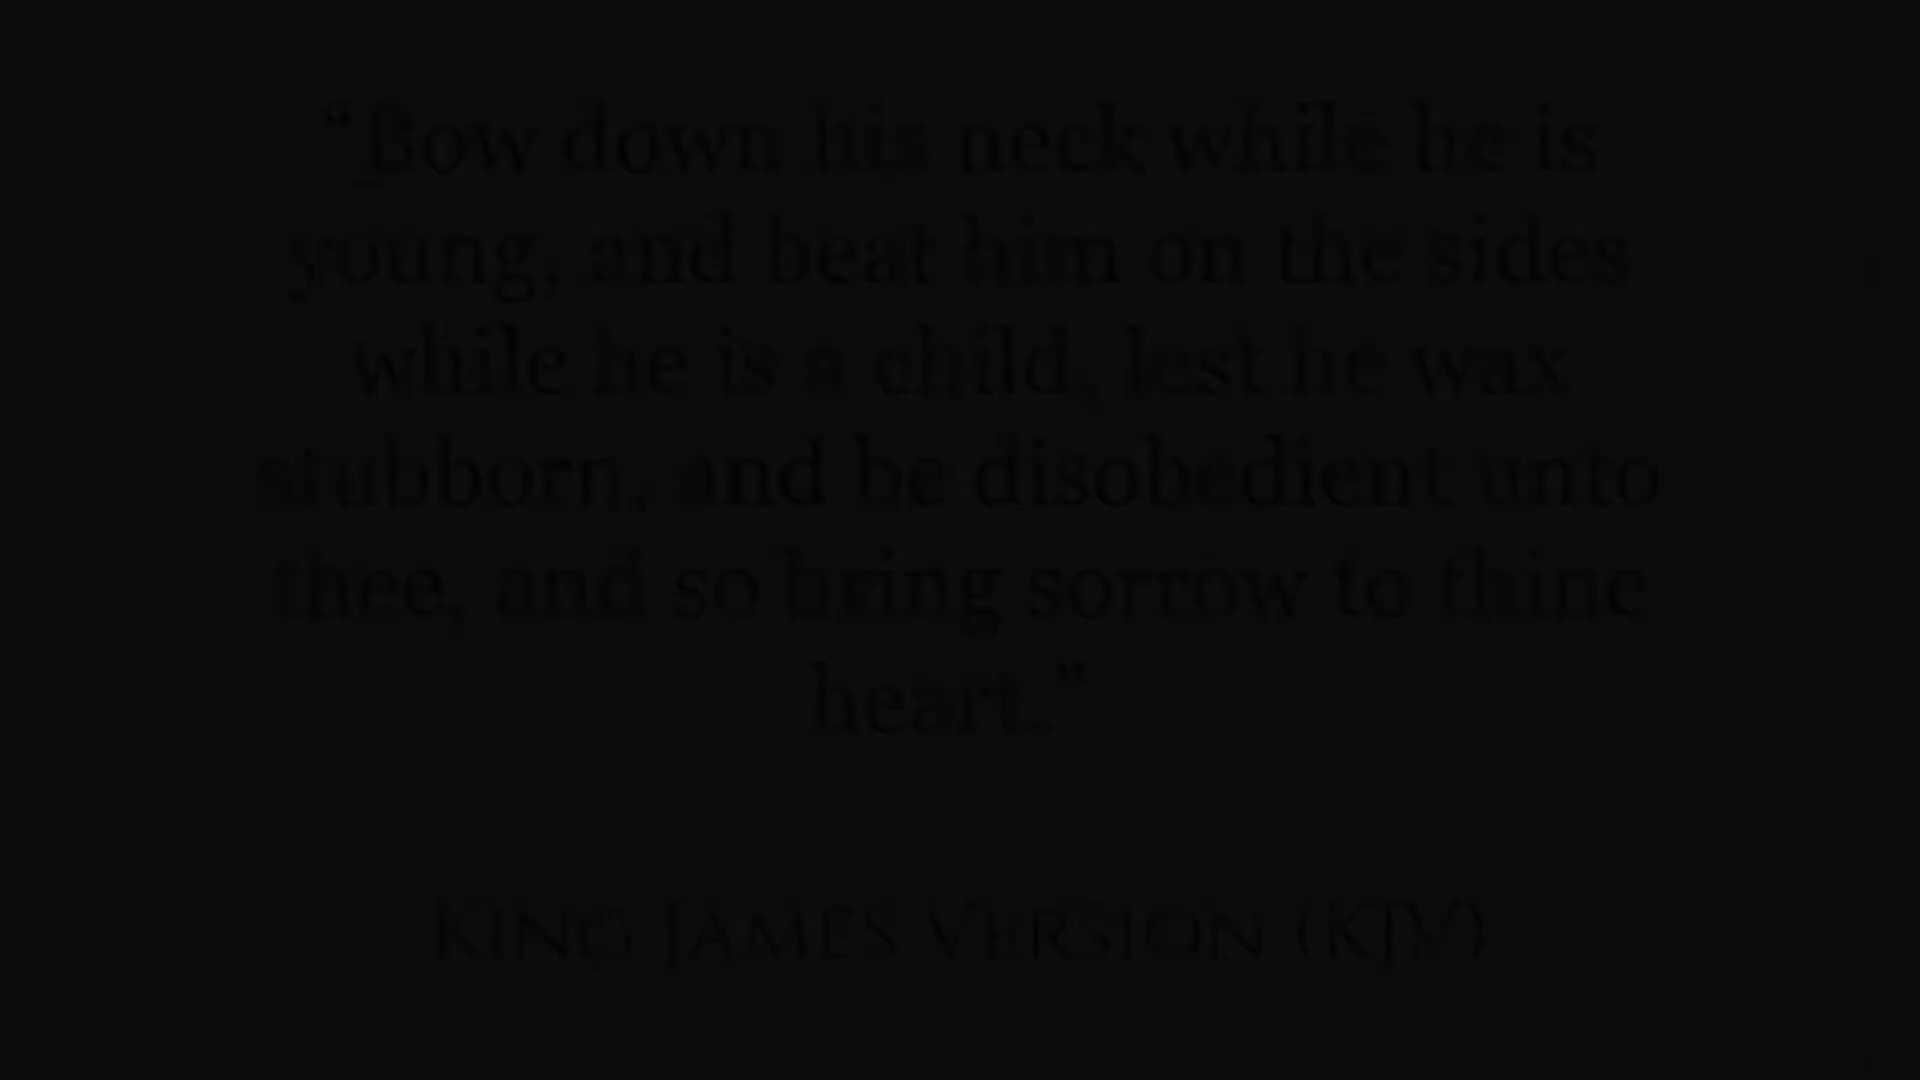 “Bow down his neck while he is
young, and beat him on the sides
while he is a child, lest he wax
stubborn, and be disobedient unto
thee, and so bring sorrow to thine
heart.”
King James Version (KJV)